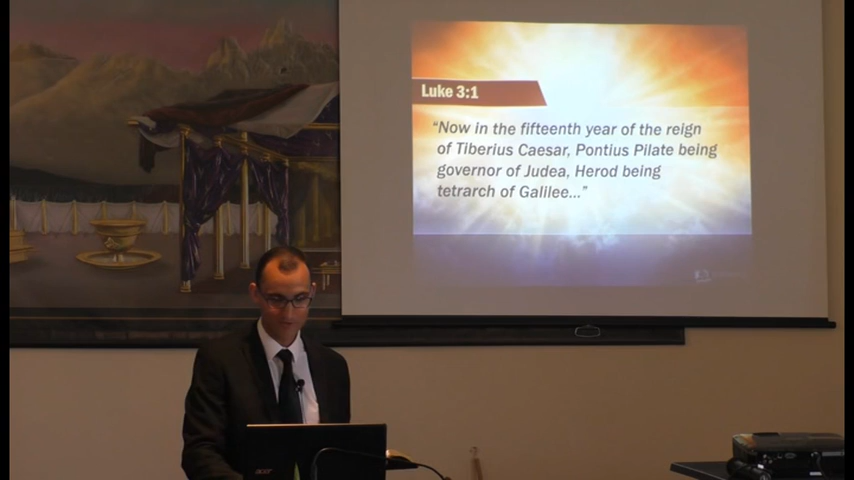 Luke 3:1
“Now in the fifteenth year of the reign
of Tiberius Caesar, Pontius Pilate being
governor of Judea, Herod being
tetrarch of Galilee...”
acer